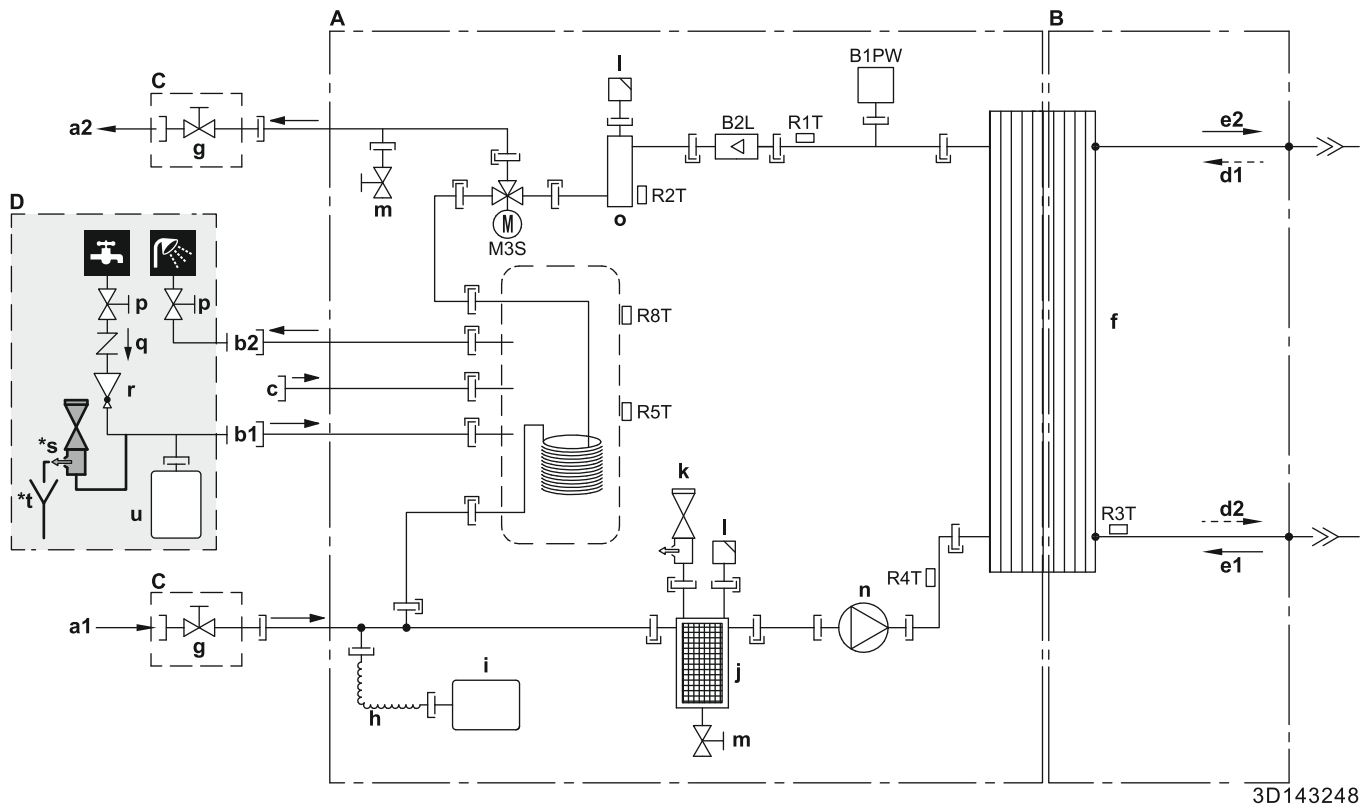 A
B
C
l
B1PW
a2
g
B2L
R1T
e2
d1
m
M
M3S
o
R2T
D
p
p
R8T
f
q
b2
r
c
R5T
*s
b1
*t
u
k
l
R3T
d2
e1
C
R4T
n
a1
g
i
j
h
m
3D143248